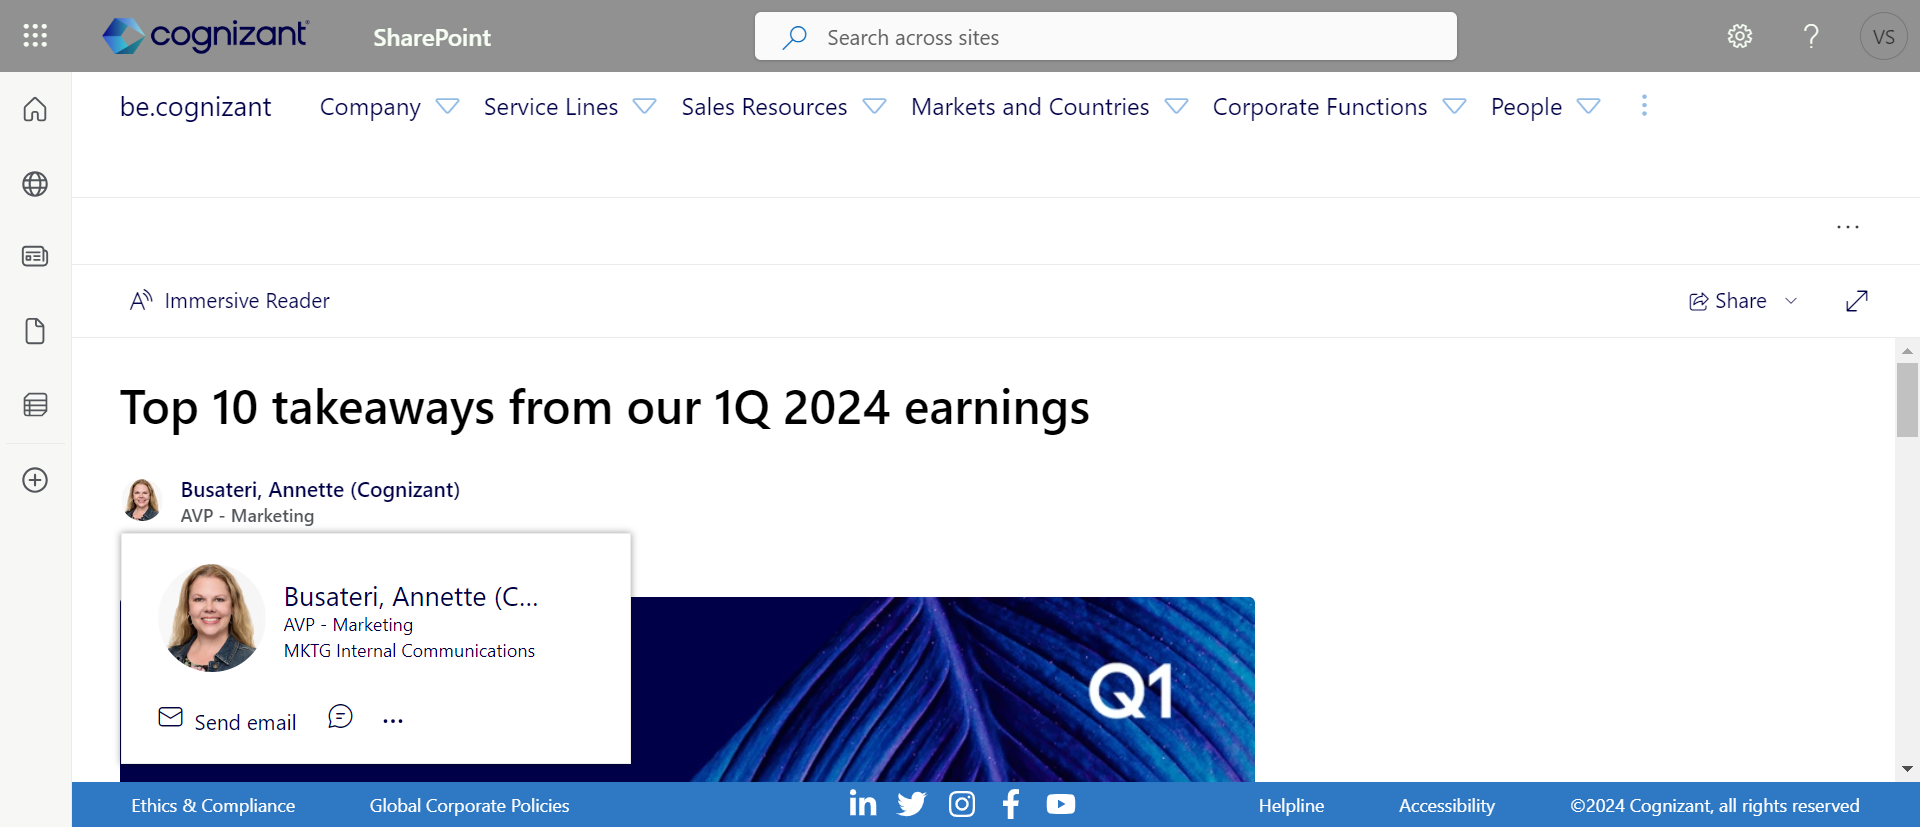 cognizant
SharePoint
Search across sites
VS
be.cognizant
Company
Service Lines
Sales Resources
Markets and Countries
Corporate Functions
People
Immersive Reader
Share
Top 10 takeaways from our 1Q 2024 earnings
Busateri, Annette (Cognizant)
AVP - Marketing
Busateri, Annette (C...
AVP - Marketing
MKTG Internal Communications
Send email
Q1
Ethics & Compliance
Global Corporate Policies
Helpline
Accessibility
©2024 Cognizant, all rights reserved